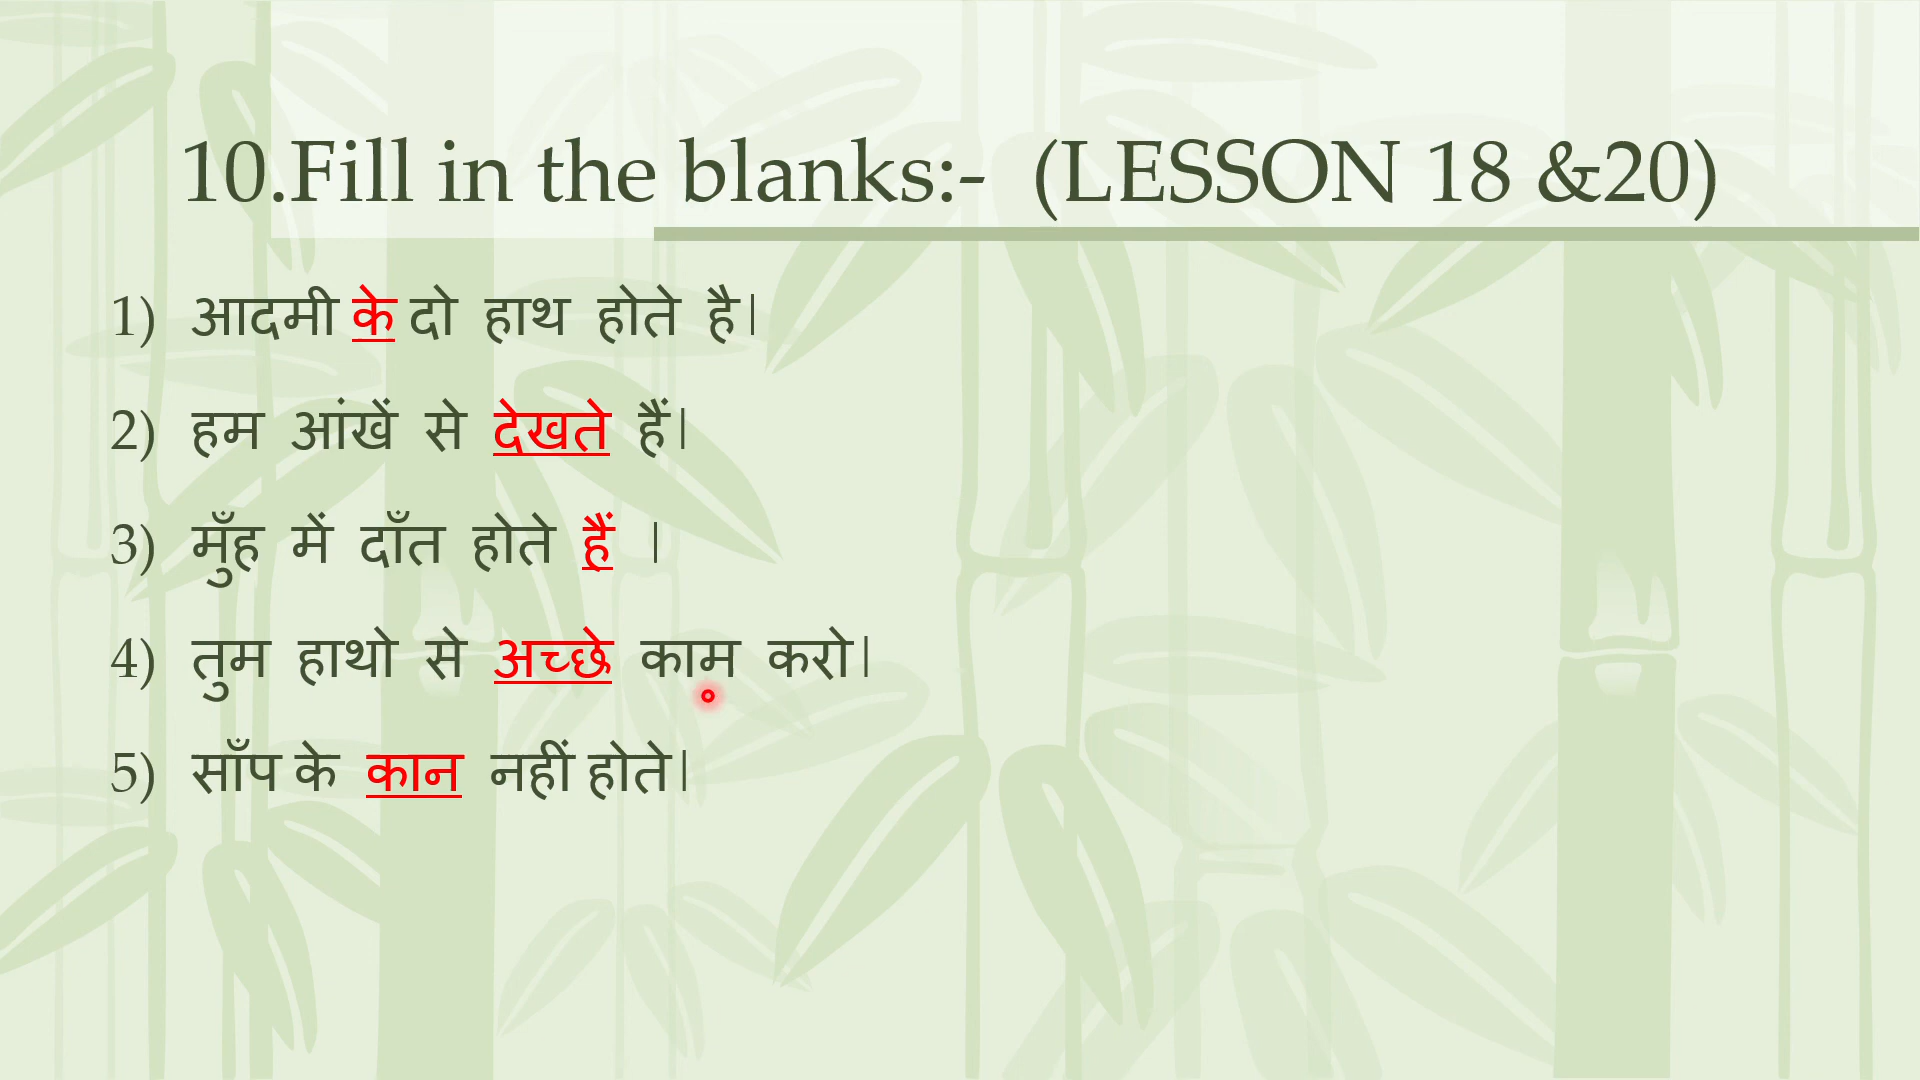 10.Fill in the blanks:- (LESSON 18 &20)
1) आदमी के दो हाथ होते है।
2) हम आंखें से देखते हैं।
3) मुँह में दाँत होते हैं ।
4) तुम हाथो से अच्छे काम करो।
5) साँप के कान नहीं होते।